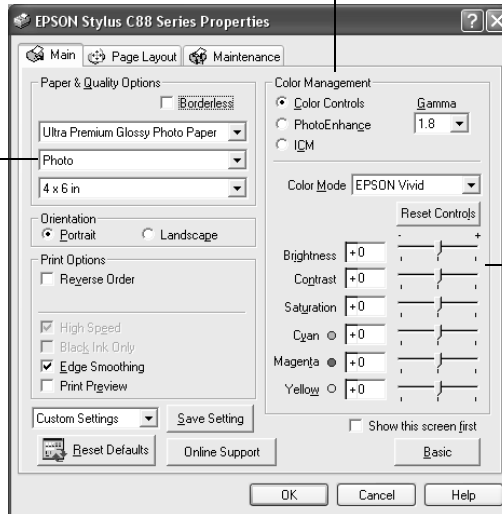 EPSON Stylus C88 Series Properties
Main
Page Layout
Maintenance
Paper & Quality Options
Borderless
Ultra Premium Glossy Photo Paper
Photo
4 x 6 in
Orientation
Portrait
Landscape
Print Options
Reverse Order
High Speed
Black Ink Only
Edge Smoothing
Print Preview
Custom Settings
Save Setting
Reset Defaults
Online Support
Color Management
Color Controls
PhotoEnhance
ICM
Gamma
1.8
Color Mode EPSON Vivid
Reset Controls
- +
Brightness +0
Contrast +0
Saturation +0
Cyan +0
Magenta +0
Yellow +0
Show this screen first
Basic
OK
Cancel
Help